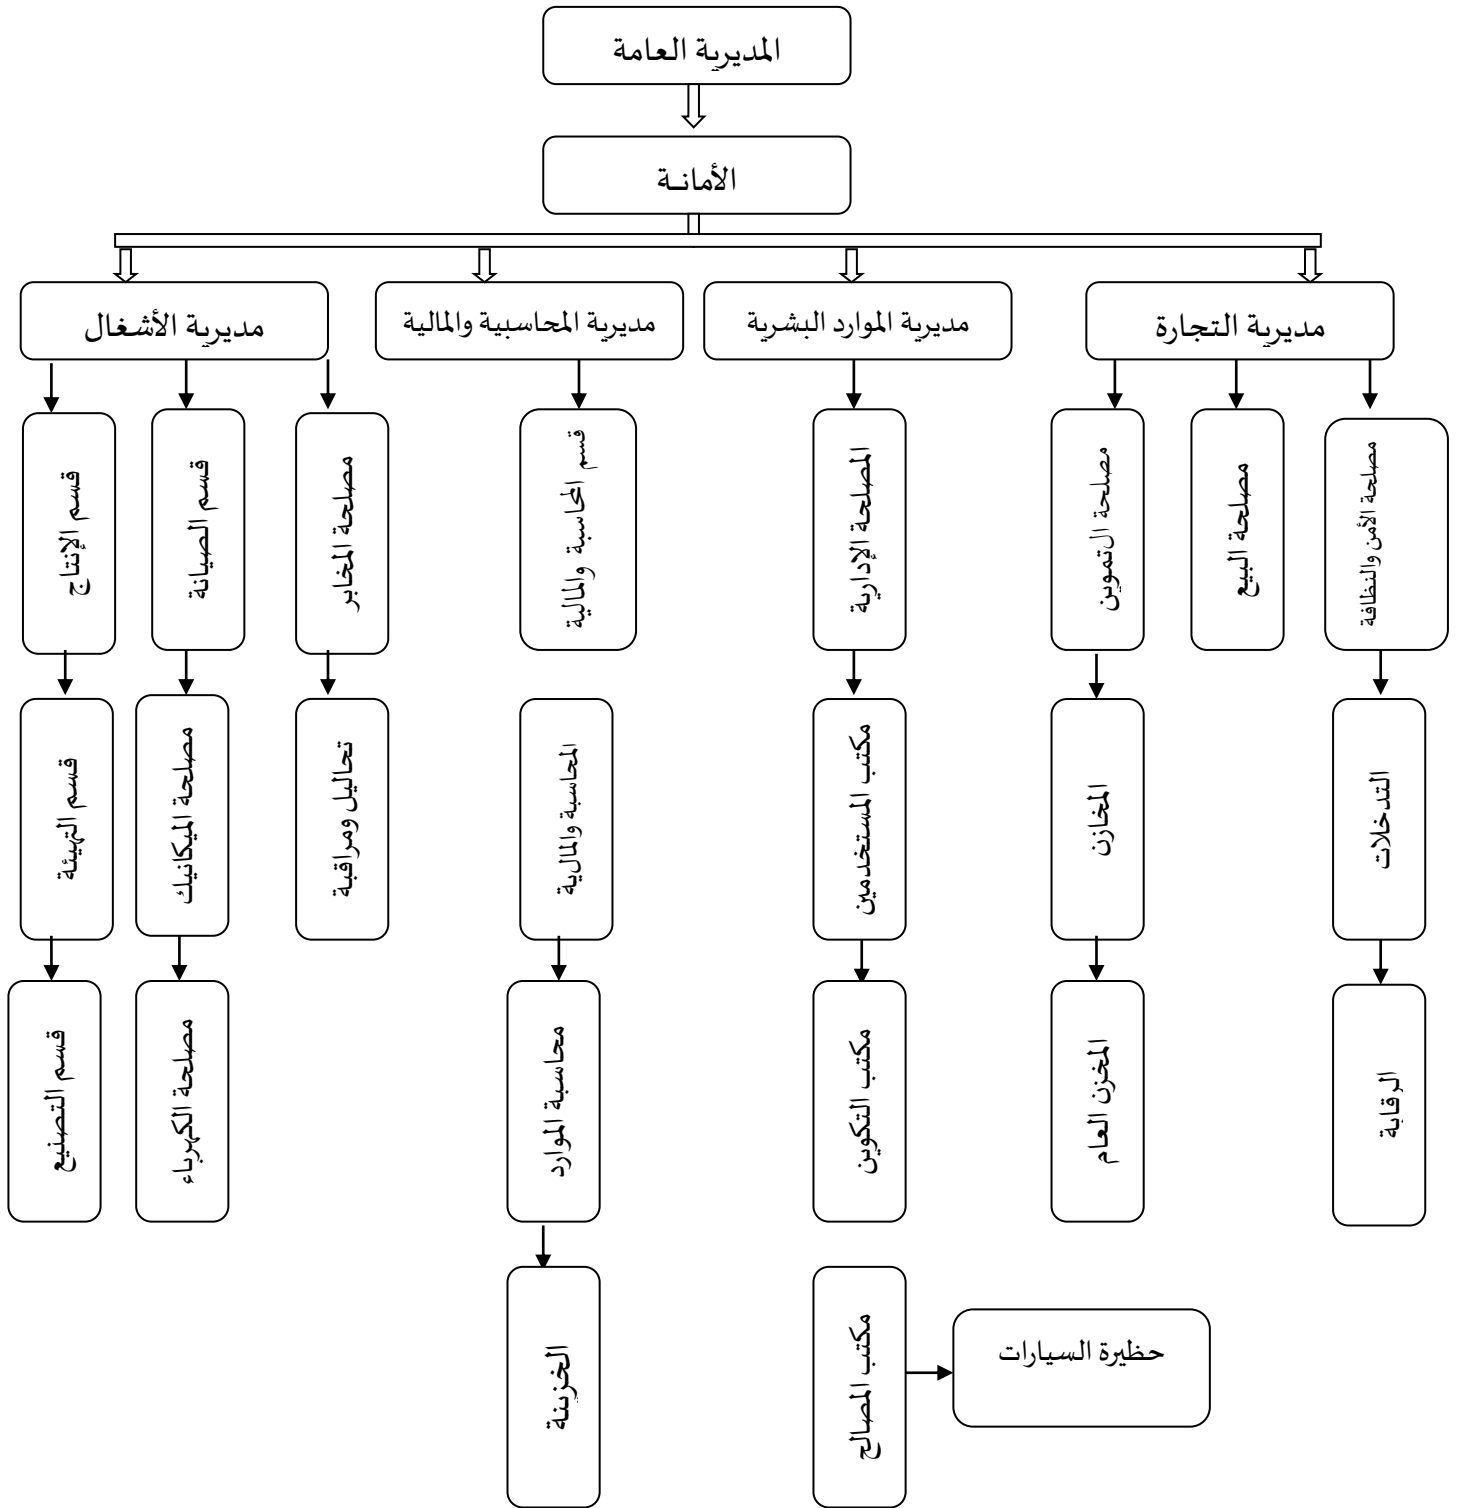 المديرية العامة
الأمانـة
مديرية التجارة
مديرية الموارد البشرية
مديرية المحاسبية والمالية
مديرية الأشغال
مصلحة الأمن والنظافة
مصلحة البيع
مصلحة التموين
المصلحة الإدارية
قسم المحاسبة والمالية
مصلحة المخابر
قسم الصيانة
قسم الإنتاج
التدخلات
المخازن
مكتب المستخدمين
المحاسبة والمالية
تحاليل ومراقبة
مصلحة الميكانيك
قسم التهيئة
الرقابة
المخزن العام
مكتب التكوين
محاسبة الموارد
مصلحة الكهرباء
قسم التصنيع
حظيرة السيارات
مكتب المصالح
الخزينة